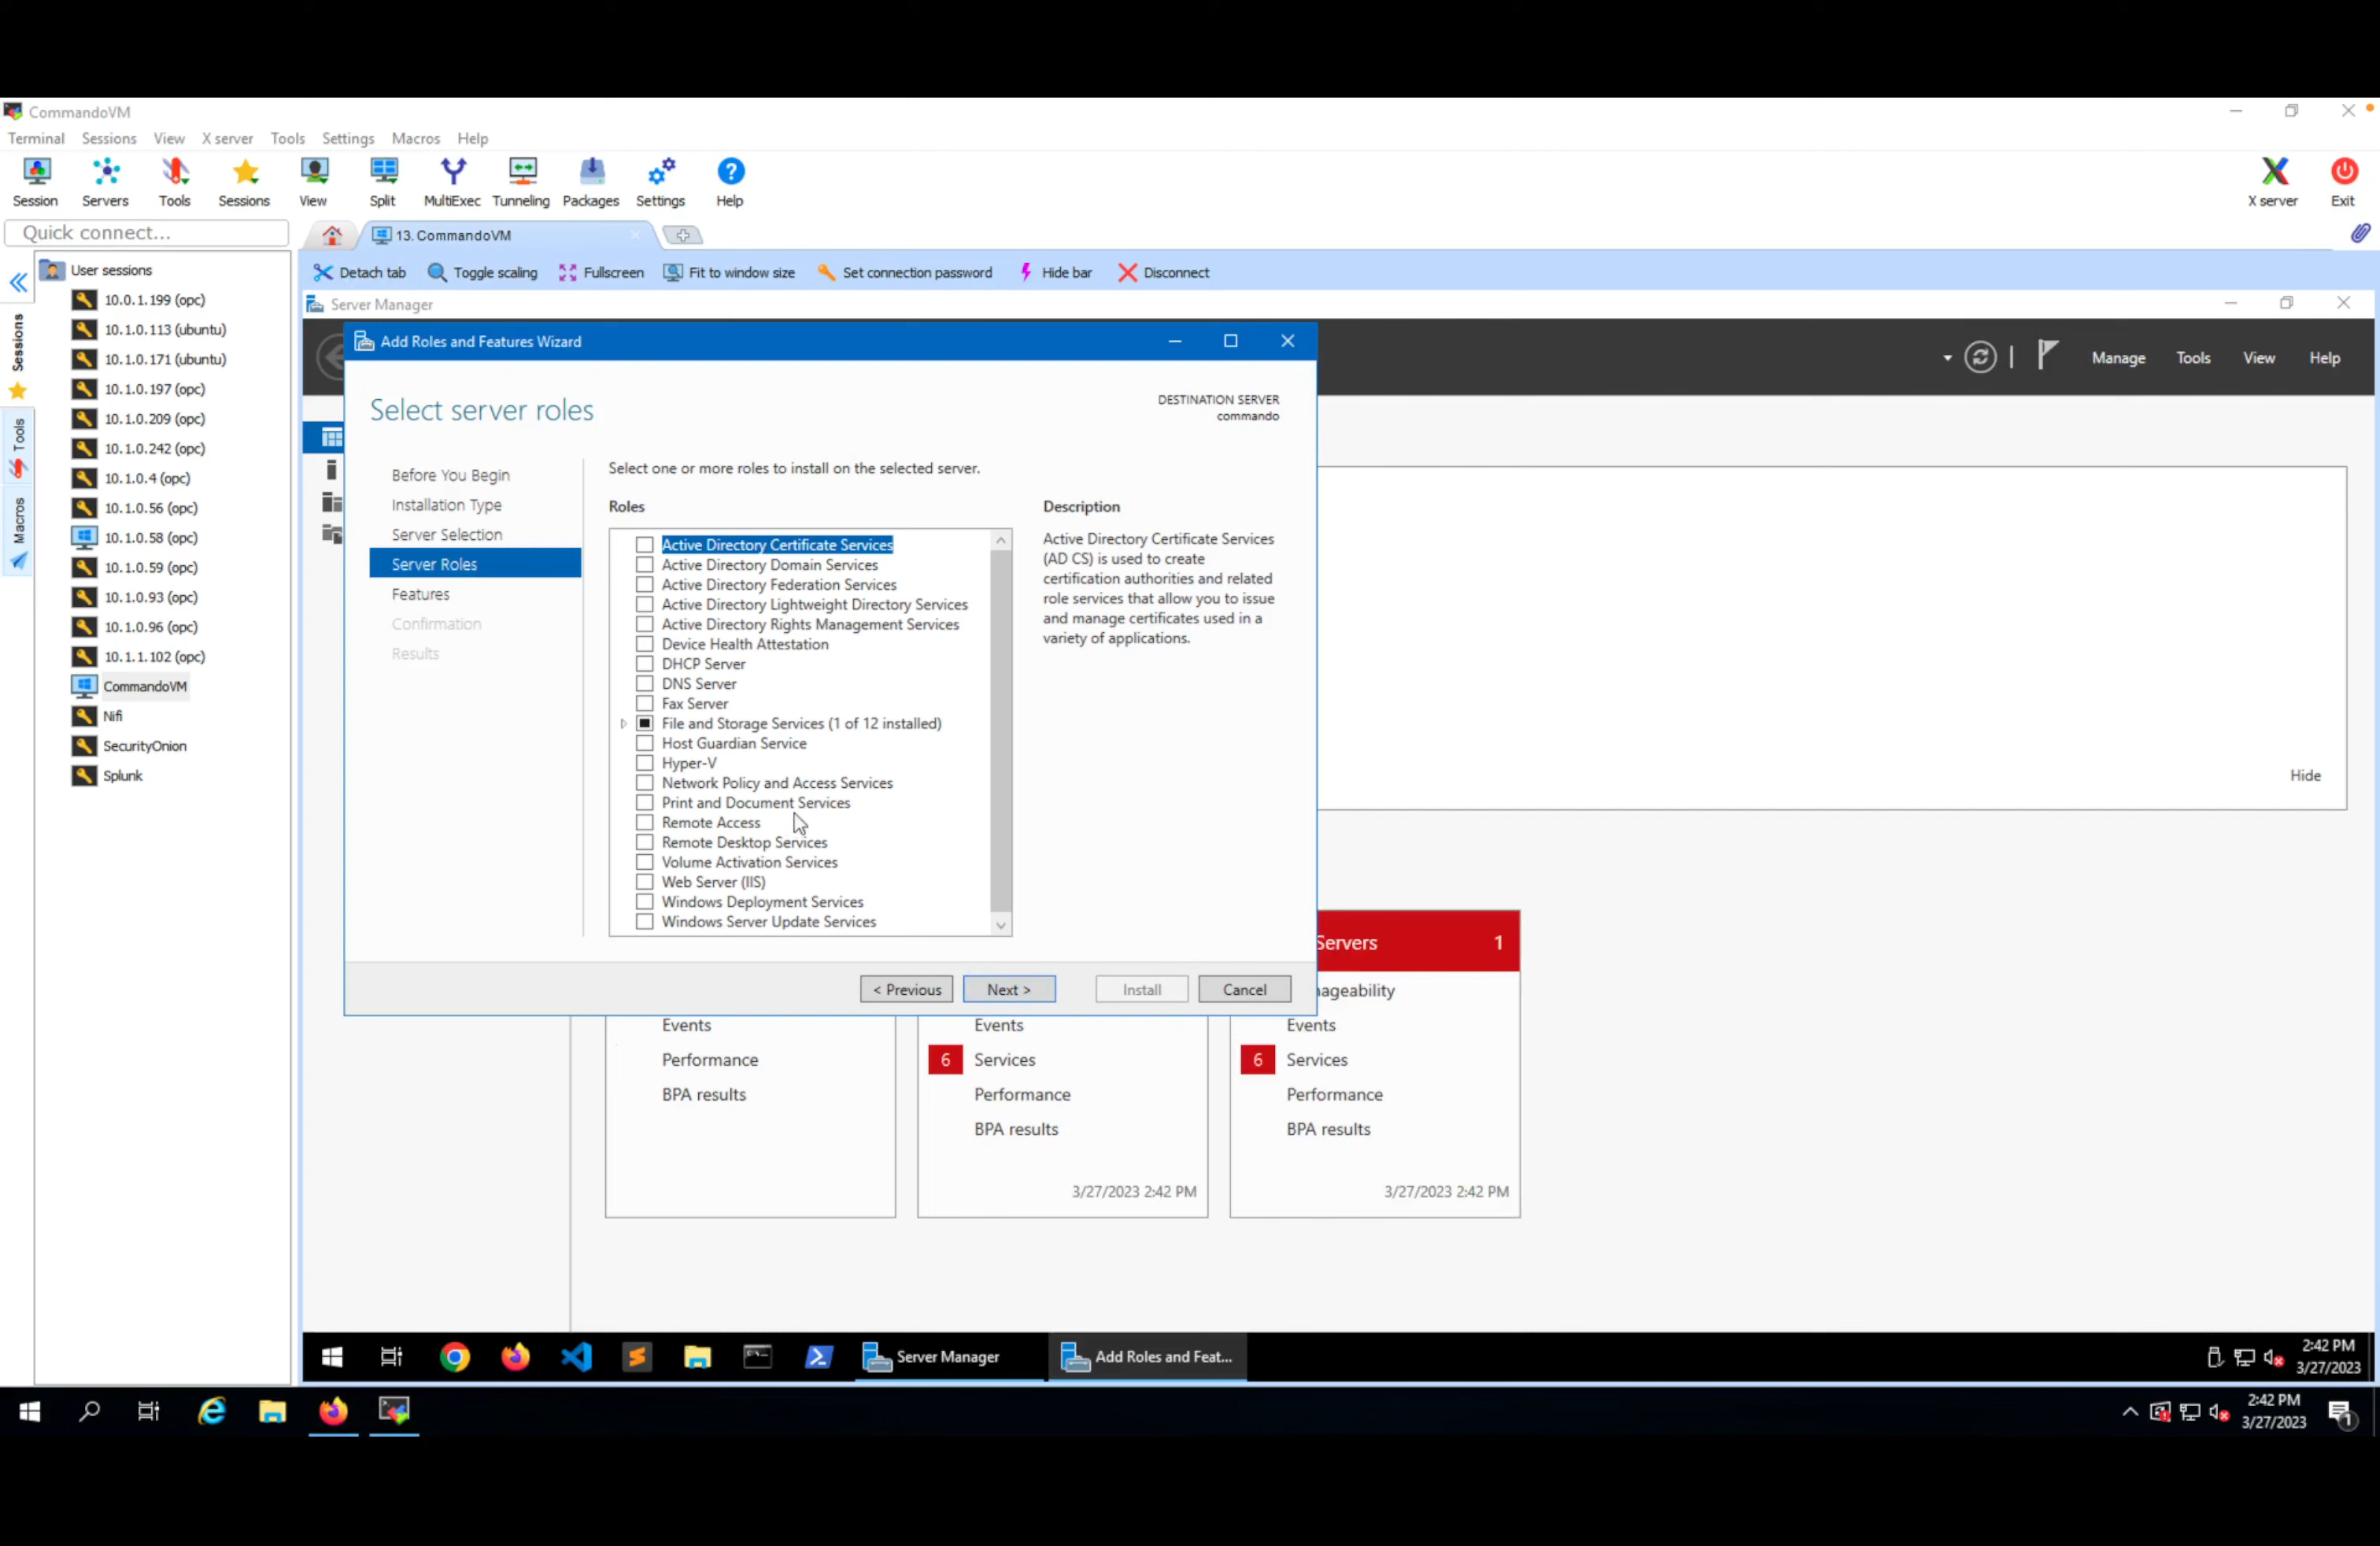 CommandoVM
Terminal Sessions View X server Tools Settings Macros Help
Session Servers Tools Sessions View Split MultiExec Tunneling Packages Settings Help X server Exit
Quick connect...
13. CommandoVM
Detach tab Toggle scaling Fullscreen Fit to window size Set connection password Hide bar Disconnect
Sessions
Tools
Macros
User sessions
10.0.1.199 (opc)
10.1.0.113 (ubuntu)
10.1.0.171 (ubuntu)
10.1.0.197 (opc)
10.1.0.209 (opc)
10.1.0.242 (opc)
10.1.0.4 (opc)
10.1.0.56 (opc)
10.1.0.58 (opc)
10.1.0.59 (opc)
10.1.0.93 (opc)
10.1.0.96 (opc)
10.1.1.102 (opc)
CommandoVM
Nifi
SecurityOnion
Splunk
Server Manager
Manage Tools View Help
Add Roles and Features Wizard
Select server roles
DESTINATION SERVER
commando
Before You Begin
Installation Type
Server Selection
Server Roles
Features
Confirmation
Results
Select one or more roles to install on the selected server.
Roles
Active Directory Certificate Services
Active Directory Domain Services
Active Directory Federation Services
Active Directory Lightweight Directory Services
Active Directory Rights Management Services
Device Health Attestation
DHCP Server
DNS Server
Fax Server
File and Storage Services (1 of 12 installed)
Host Guardian Service
Hyper-V
Network Policy and Access Services
Print and Document Services
Remote Access
Remote Desktop Services
Volume Activation Services
Web Server (IIS)
Windows Deployment Services
Windows Server Update Services
Description
Active Directory Certificate Services
(AD CS) is used to create
certification authorities and related
role services that allow you to issue
and manage certificates used in a
variety of applications.
< Previous Next > Install Cancel
Hide
Servers 1
nageability
Events
Performance
BPA results
Events
6 Services
Performance
BPA results
3/27/2023 2:42 PM
Events
6 Services
Performance
BPA results
3/27/2023 2:42 PM
Server Manager
Add Roles and Feat...
2:42 PM
3/27/2023
2:42 PM
3/27/2023
1